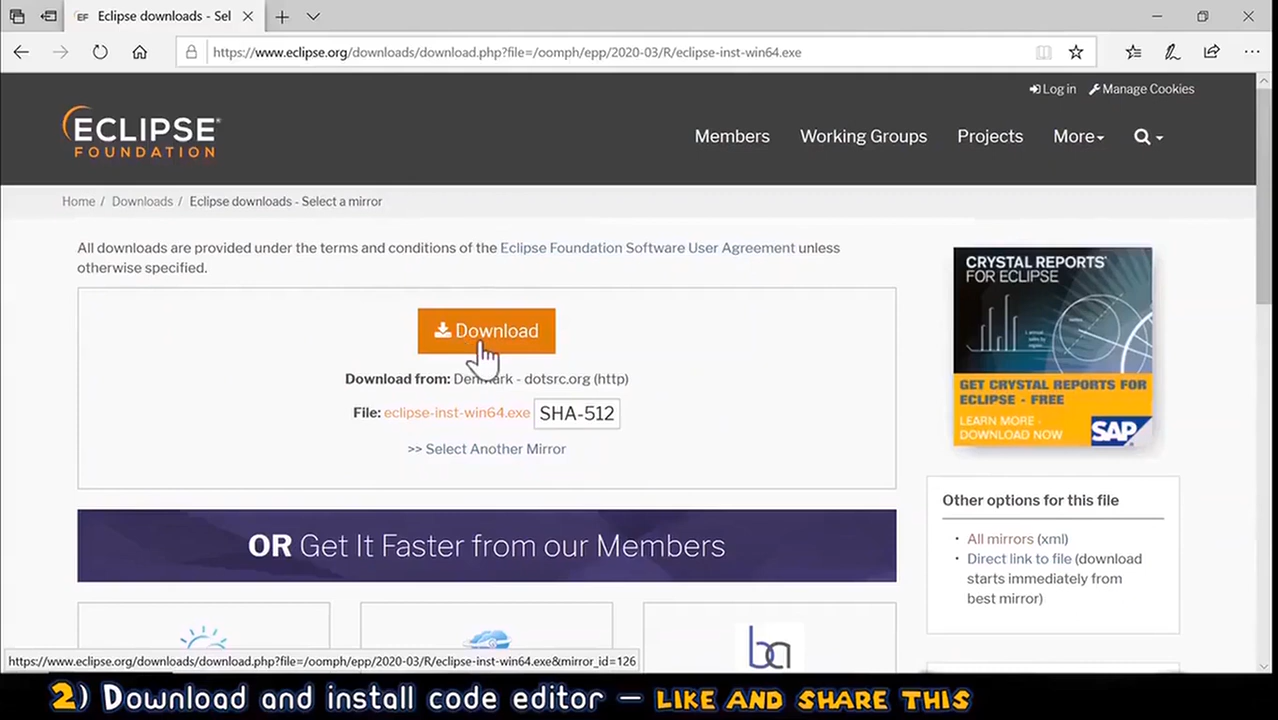 EF Eclipse downloads - Sel
https://www.eclipse.org/downloads/download.php?file=/oomph/epp/2020-03/R/eclipse-inst-win64.exe
Log in Manage Cookies
ECLIPSE
FOUNDATION
Members Working Groups Projects More
Home / Downloads / Eclipse downloads - Select a mirror
All downloads are provided under the terms and conditions of the Eclipse Foundation Software User Agreement unless
otherwise specified.
Download
Download from: Denmark - dotsrc.org (http)
File: eclipse-inst-win64.exe SHA-512
>> Select Another Mirror
OR Get It Faster from our Members
ba
CRYSTAL REPORTS®
FOR ECLIPSE
GET CRYSTAL REPORTS FOR
ECLIPSE - FREE
LEARN MORE -
DOWNLOAD NOW
SAP
Other options for this file
• All mirrors (xml)
• Direct link to file (download
starts immediately from
best mirror)
https://www.eclipse.org/downloads/download.php?file=/oomph/epp/2020-03/R/eclipse-inst-win64.exe&mirror_id=126
2) Download and install code editor – LIKE AND SHARE THIS